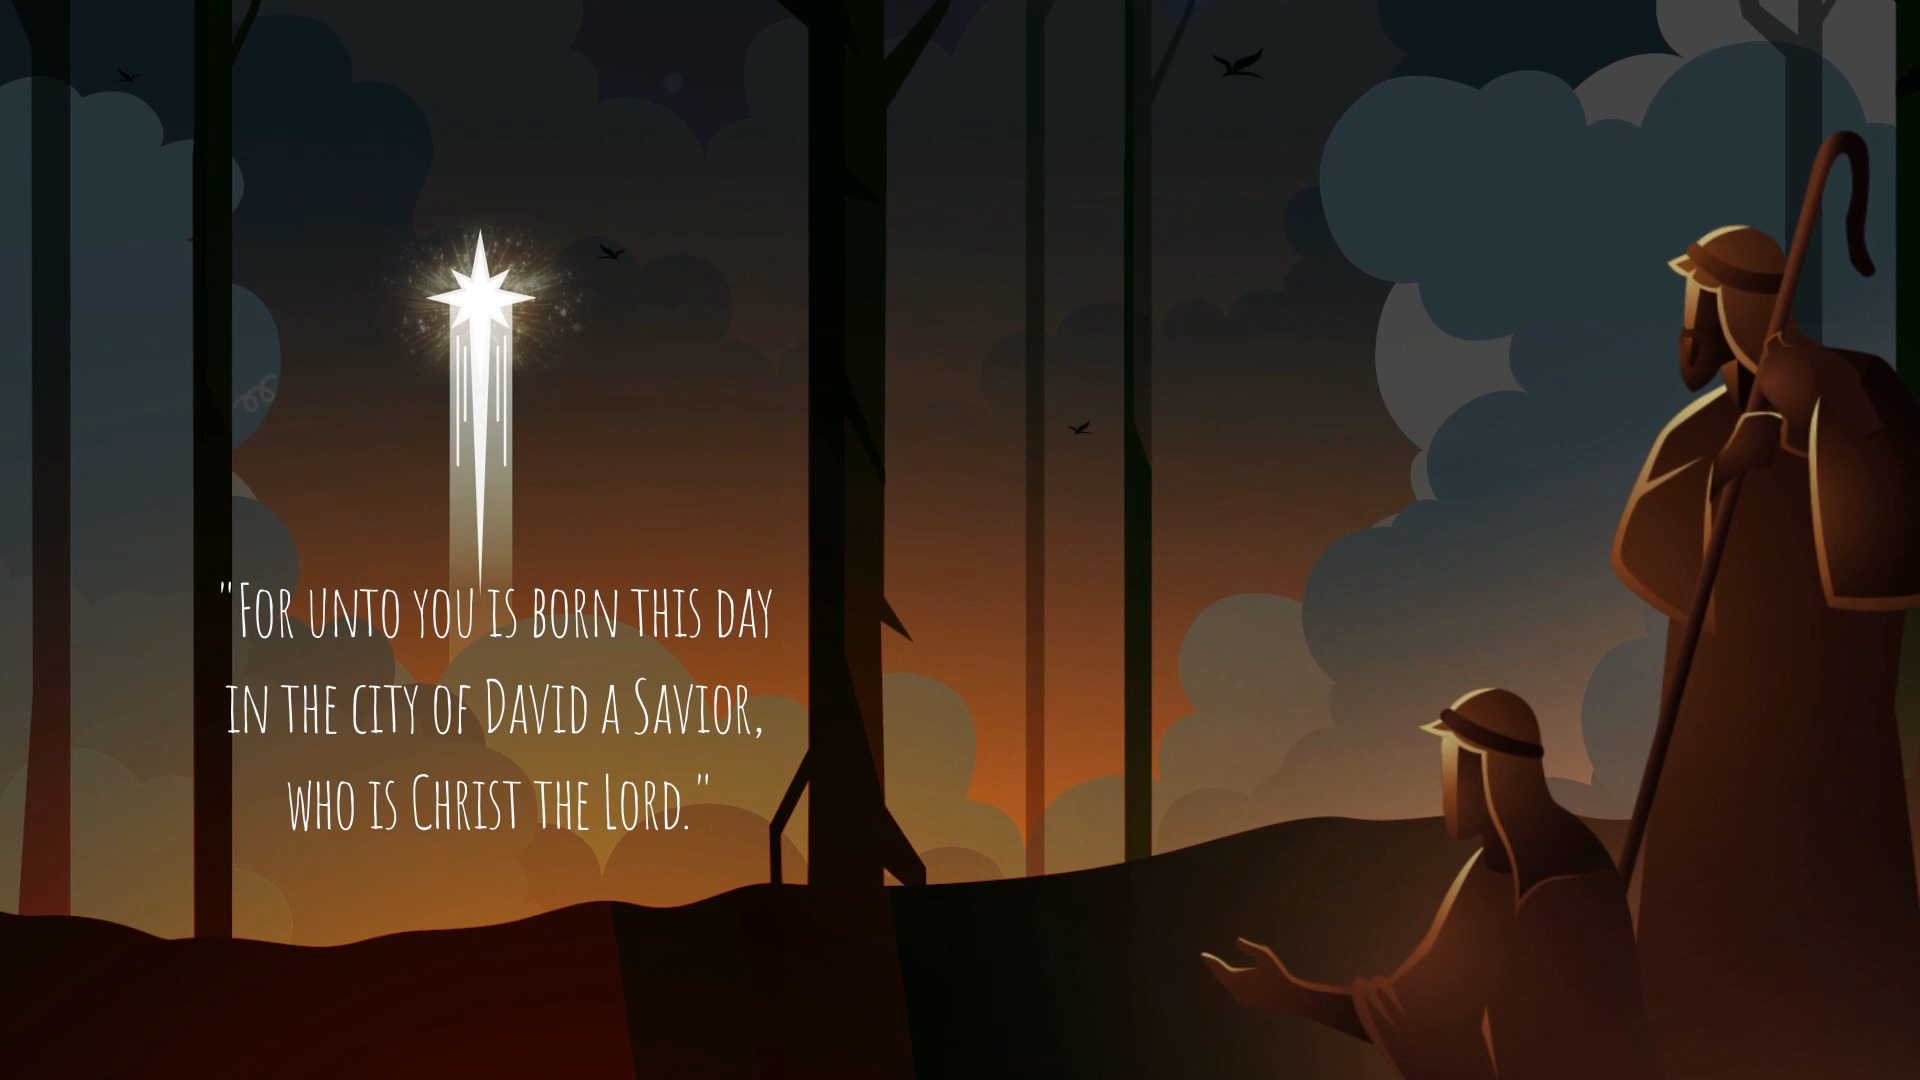 "For unto you is born this day
in the city of David a Savior,
who is Christ the Lord."